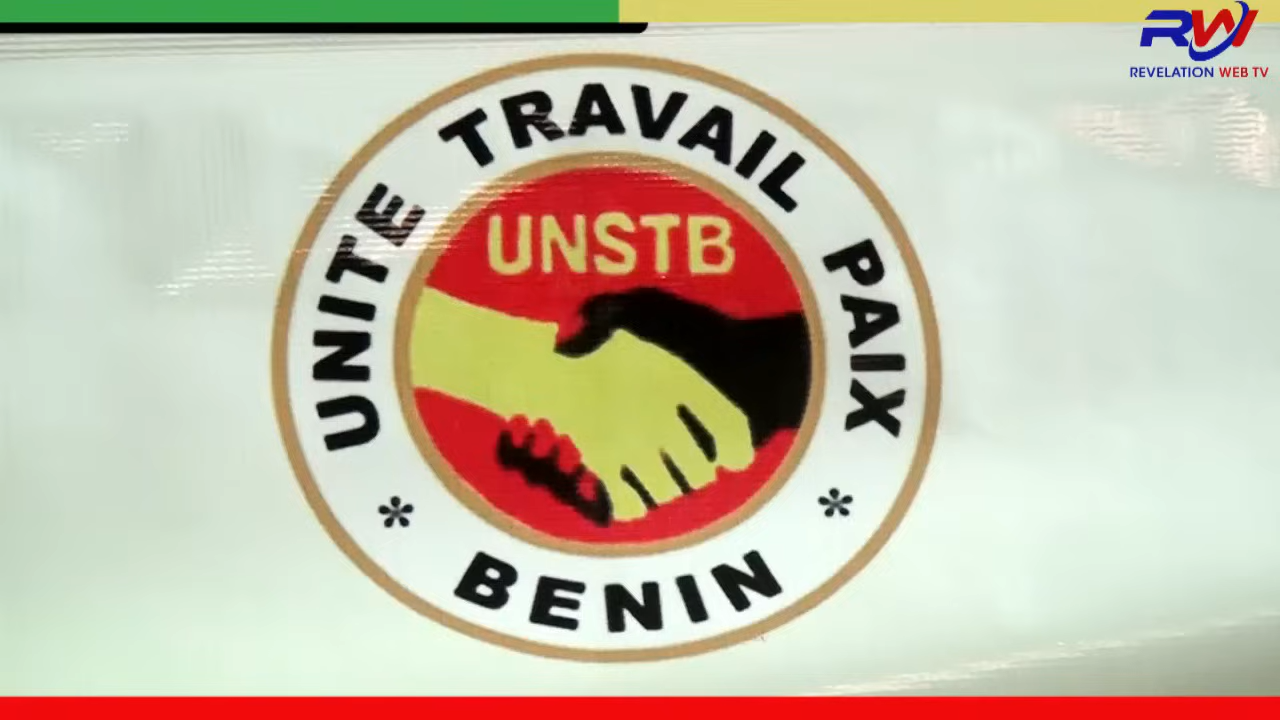 RW
REVELATION WEB TV
UNITE TRAVAIL PAIX
UNSTB
* BENIN *